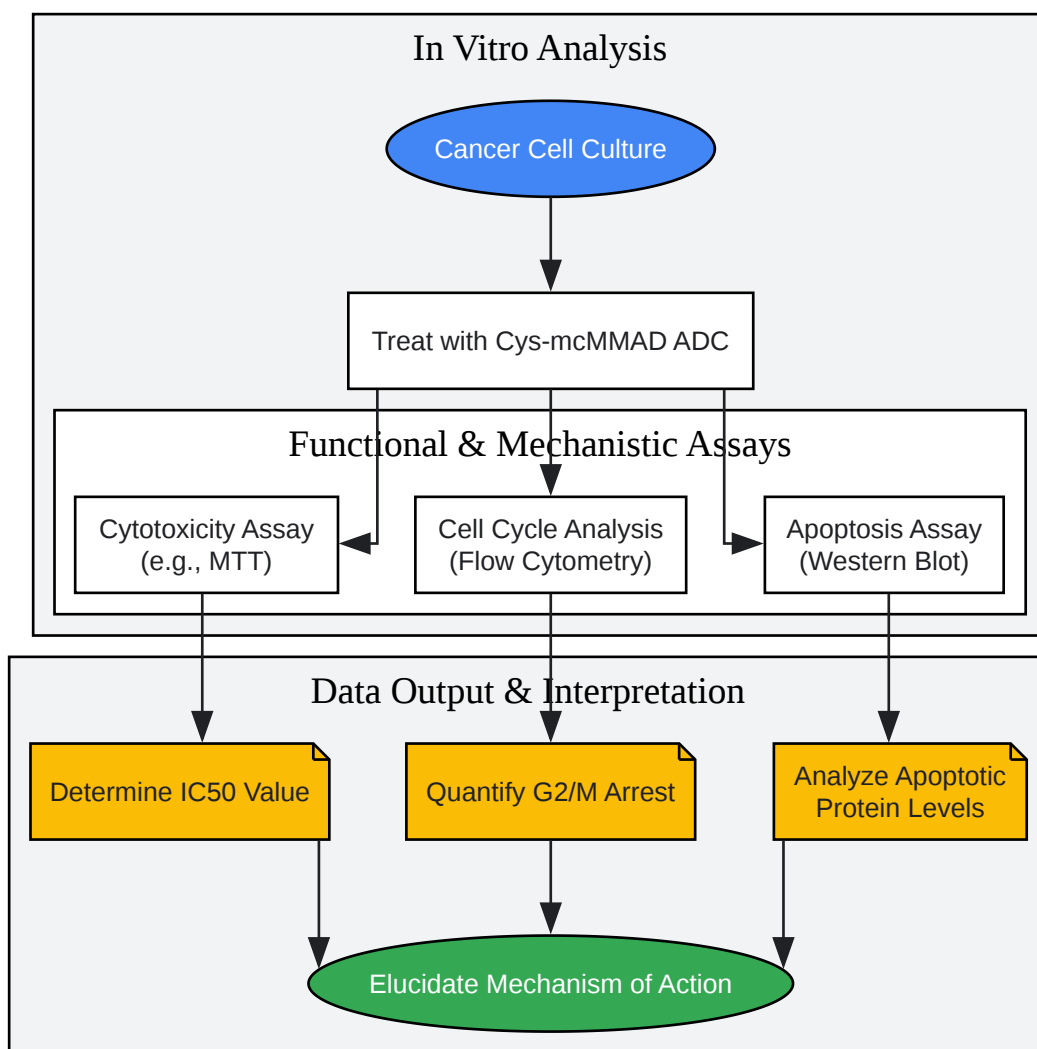 In Vitro Analysis
Cancer Cell Culture
Treat with Cys-mcMMAD ADC
Functional & Mechanistic Assays
Cytotoxicity Assay
(e.g., MTT)
Cell Cycle Analysis
(Flow Cytometry)
Apoptosis Assay
(Western Blot)
Data Output & Interpretation
Determine IC50 Value
Quantify G2/M Arrest
Analyze Apoptotic
Protein Levels
Elucidate Mechanism of Action